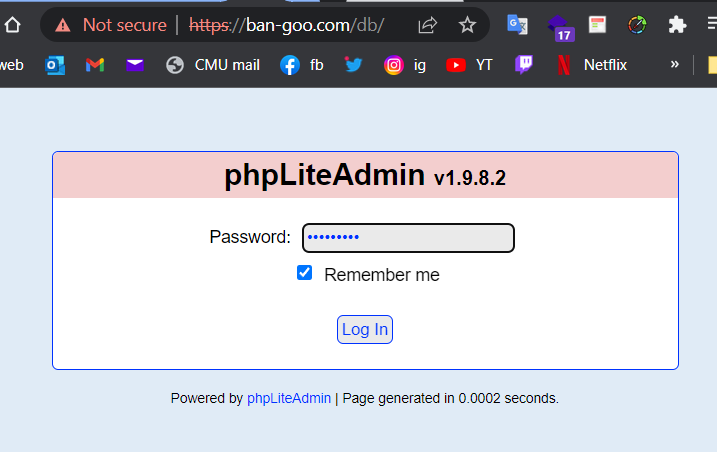 Not secure | https://ban-goo.com/db/
17
web CMU mail fb ig YT Netflix »
phpLiteAdmin v1.9.8.2
Password: •••••••••
Remember me
Log In
Powered by phpLiteAdmin | Page generated in 0.0002 seconds.